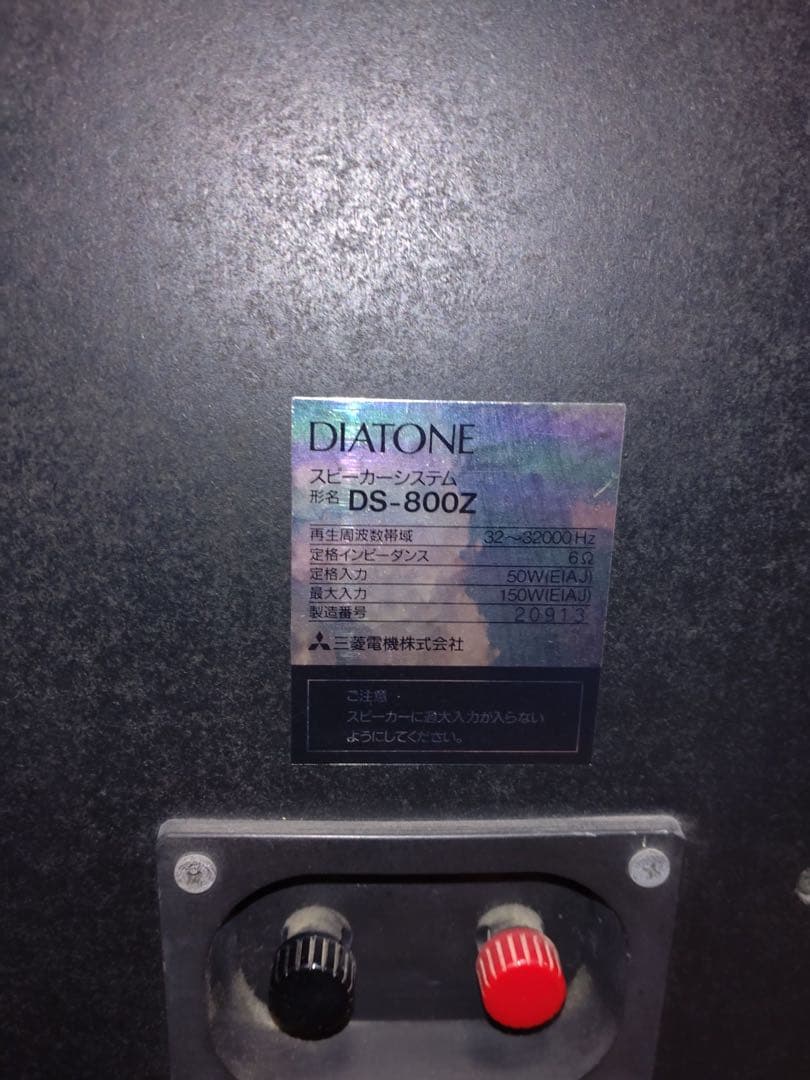 DIATONE
スピーカーシステム
形名 DS-800Z
再生周波数帯域 32〜32000Hz
定格インピーダンス 6Ω
定格入力 50W(EIAJ)
最大入力 150W(EIAJ)
製造番号 20913
三菱電機株式会社
ご注意
スピーカーに過大入力が入らない
ようにしてください。